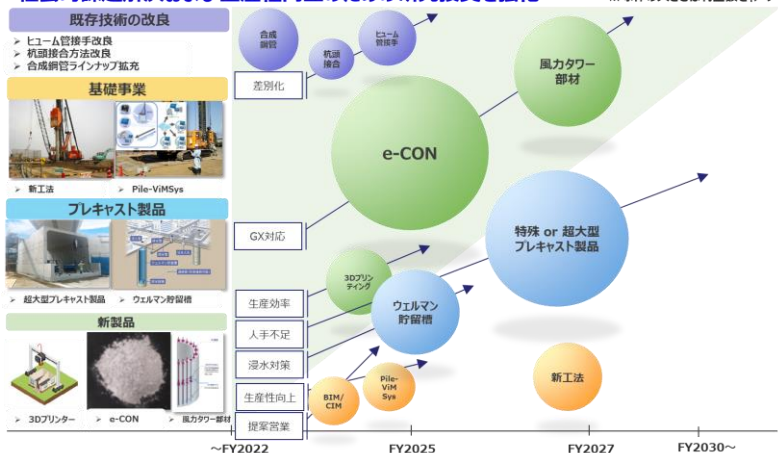 既存技術の改良
➢ ヒューム管接手改良
➢ 杭頭接合方法改良
➢ 合成鋼管ラインナップ拡充
基礎事業
➢ 新工法
➢ Pile-ViMSys
プレキャスト製品
➢ 超大型プレキャスト製品
➢ ウェルマン貯留槽
新製品
➢ 3Dプリンター
➢ e-CON
➢ 風力タワー部材
合成
鋼管
杭頭
接合
ヒューム
管接手
差別化
風力タワー
部材
e-CON
GX対応
特殊 or 超大型
プレキャスト製品
3Dプリン
ティング
生産効率
ウェルマン
貯留槽
人手不足
浸水対策
生産性向上
BIM/
CIM
Pile-
ViM
Sys
新工法
提案営業
～FY2022
FY2025
FY2027
FY2030～